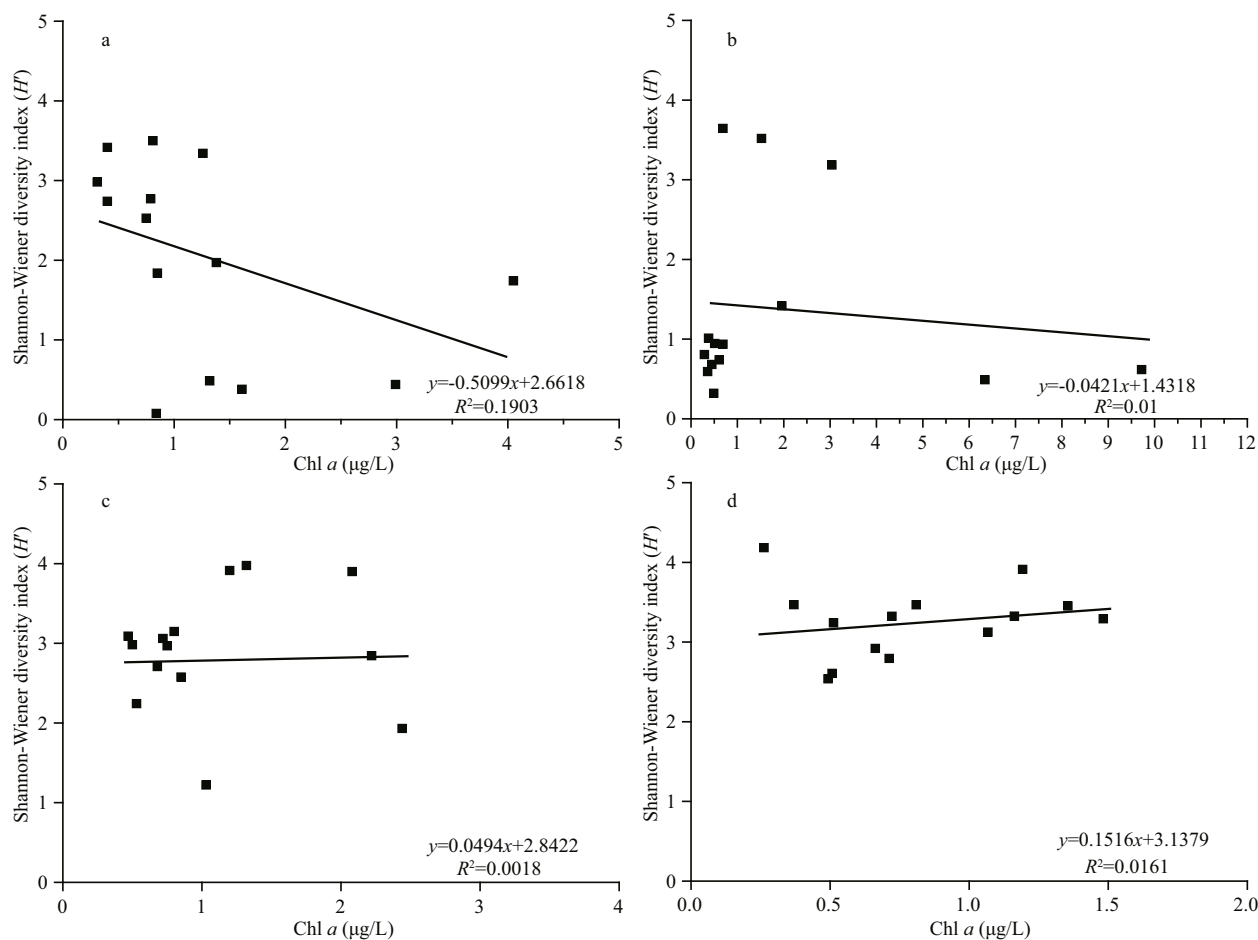 a
Shannon-Wiener diversity index (H′)
5
4
3
2
1
0
y=-0.5099x+2.6618
R²=0.1903
0 1 2 3 4 5
Chl a (μg/L)
b
Shannon-Wiener diversity index (H′)
5
4
3
2
1
0
y=-0.0421x+1.4318
R²=0.01
0 1 2 3 4 5 6 7 8 9 10 11 12
Chl a (μg/L)
c
Shannon-Wiener diversity index (H′)
5
4
3
2
1
0
y=0.0494x+2.8422
R²=0.0018
0 1 2 3 4
Chl a (μg/L)
d
Shannon-Wiener diversity index (H′)
5
4
3
2
1
0
y=0.1516x+3.1379
R²=0.0161
0.0 0.5 1.0 1.5 2.0
Chl a (μg/L)